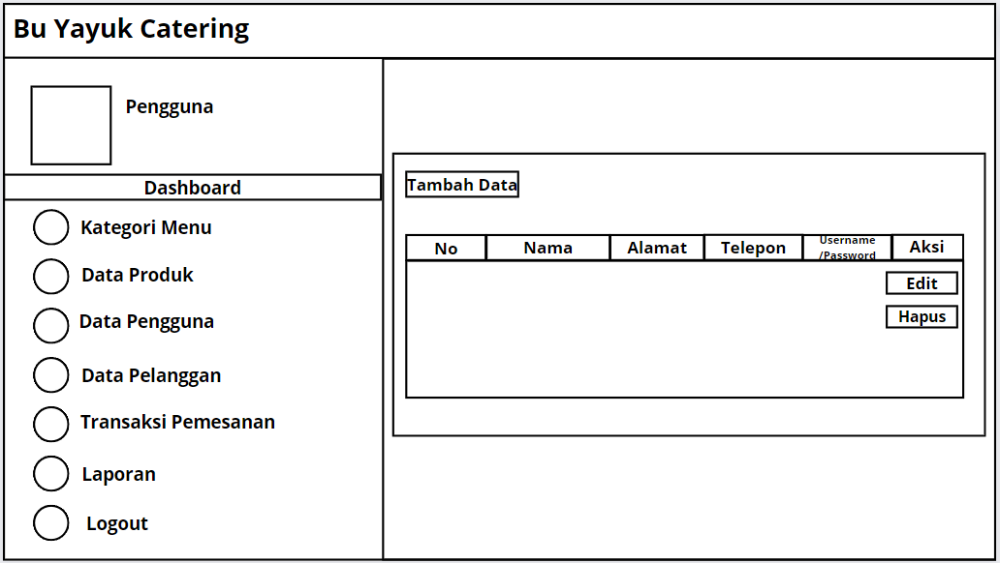 Bu Yayuk Catering
Pengguna
Dashboard
Kategori Menu
Data Produk
Data Pengguna
Data Pelanggan
Transaksi Pemesanan
Laporan
Logout
Tambah Data
No Nama Alamat Telepon Username /Password Aksi
Edit
Hapus